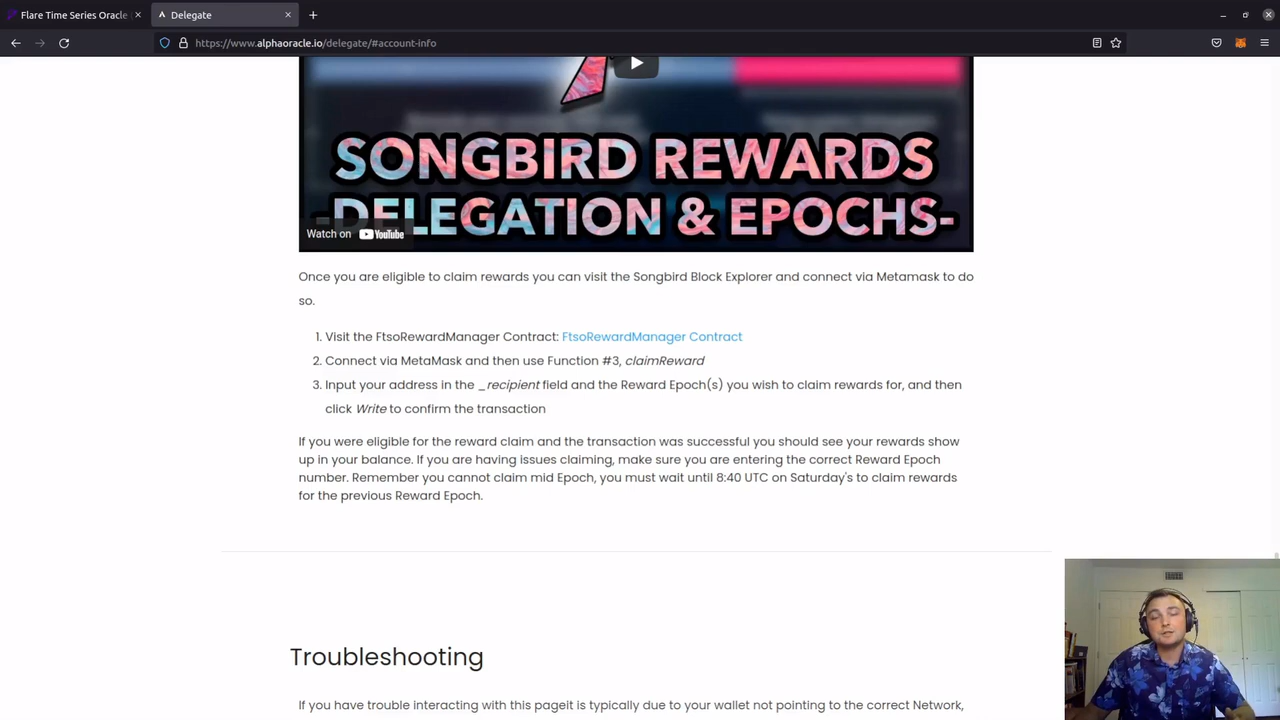 Flare Time Series Oracle
Delegate
https://www.alphaoracle.io/delegate/#account-info
SONGBIRD REWARDS
-DELEGATION & EPOCHS-
Watch on YouTube
Once you are eligible to claim rewards you can visit the Songbird Block Explorer and connect via Metamask to do
so.
1. Visit the FtsoRewardManager Contract: FtsoRewardManager Contract
2. Connect via MetaMask and then use Function #3, claimReward
3. Input your address in the _recipient field and the Reward Epoch(s) you wish to claim rewards for, and then
click Write to confirm the transaction
If you were eligible for the reward claim and the transaction was successful you should see your rewards show
up in your balance. If you are having issues claiming, make sure you are entering the correct Reward Epoch
number. Remember you cannot claim mid Epoch, you must wait until 8:40 UTC on Saturday's to claim rewards
for the previous Reward Epoch.
Troubleshooting
If you have trouble interacting with this pageit is typically due to your wallet not pointing to the correct Network,